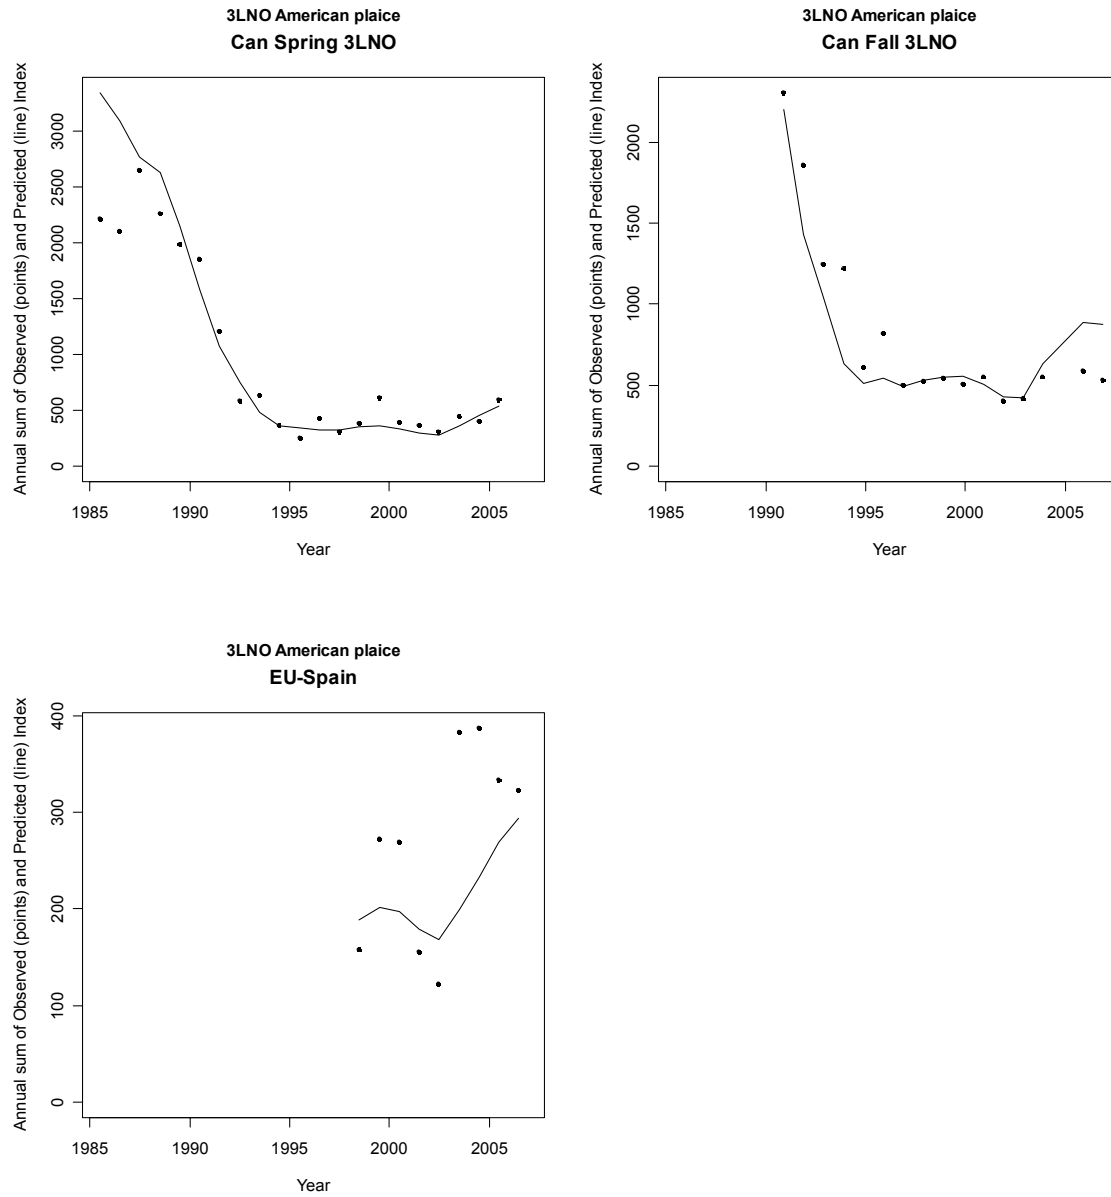 3LNO American plaice
Can Spring 3LNO
Annual sum of Observed (points) and Predicted (line) Index
3000
2500
2000
1500
1000
500
0
1985 1990 1995 2000 2005
Year
3LNO American plaice
Can Fall 3LNO
Annual sum of Observed (points) and Predicted (line) Index
2000
1500
1000
500
0
1985 1990 1995 2000 2005
Year
3LNO American plaice
EU-Spain
Annual sum of Observed (points) and Predicted (line) Index
400
300
200
100
0
1985 1990 1995 2000 2005
Year